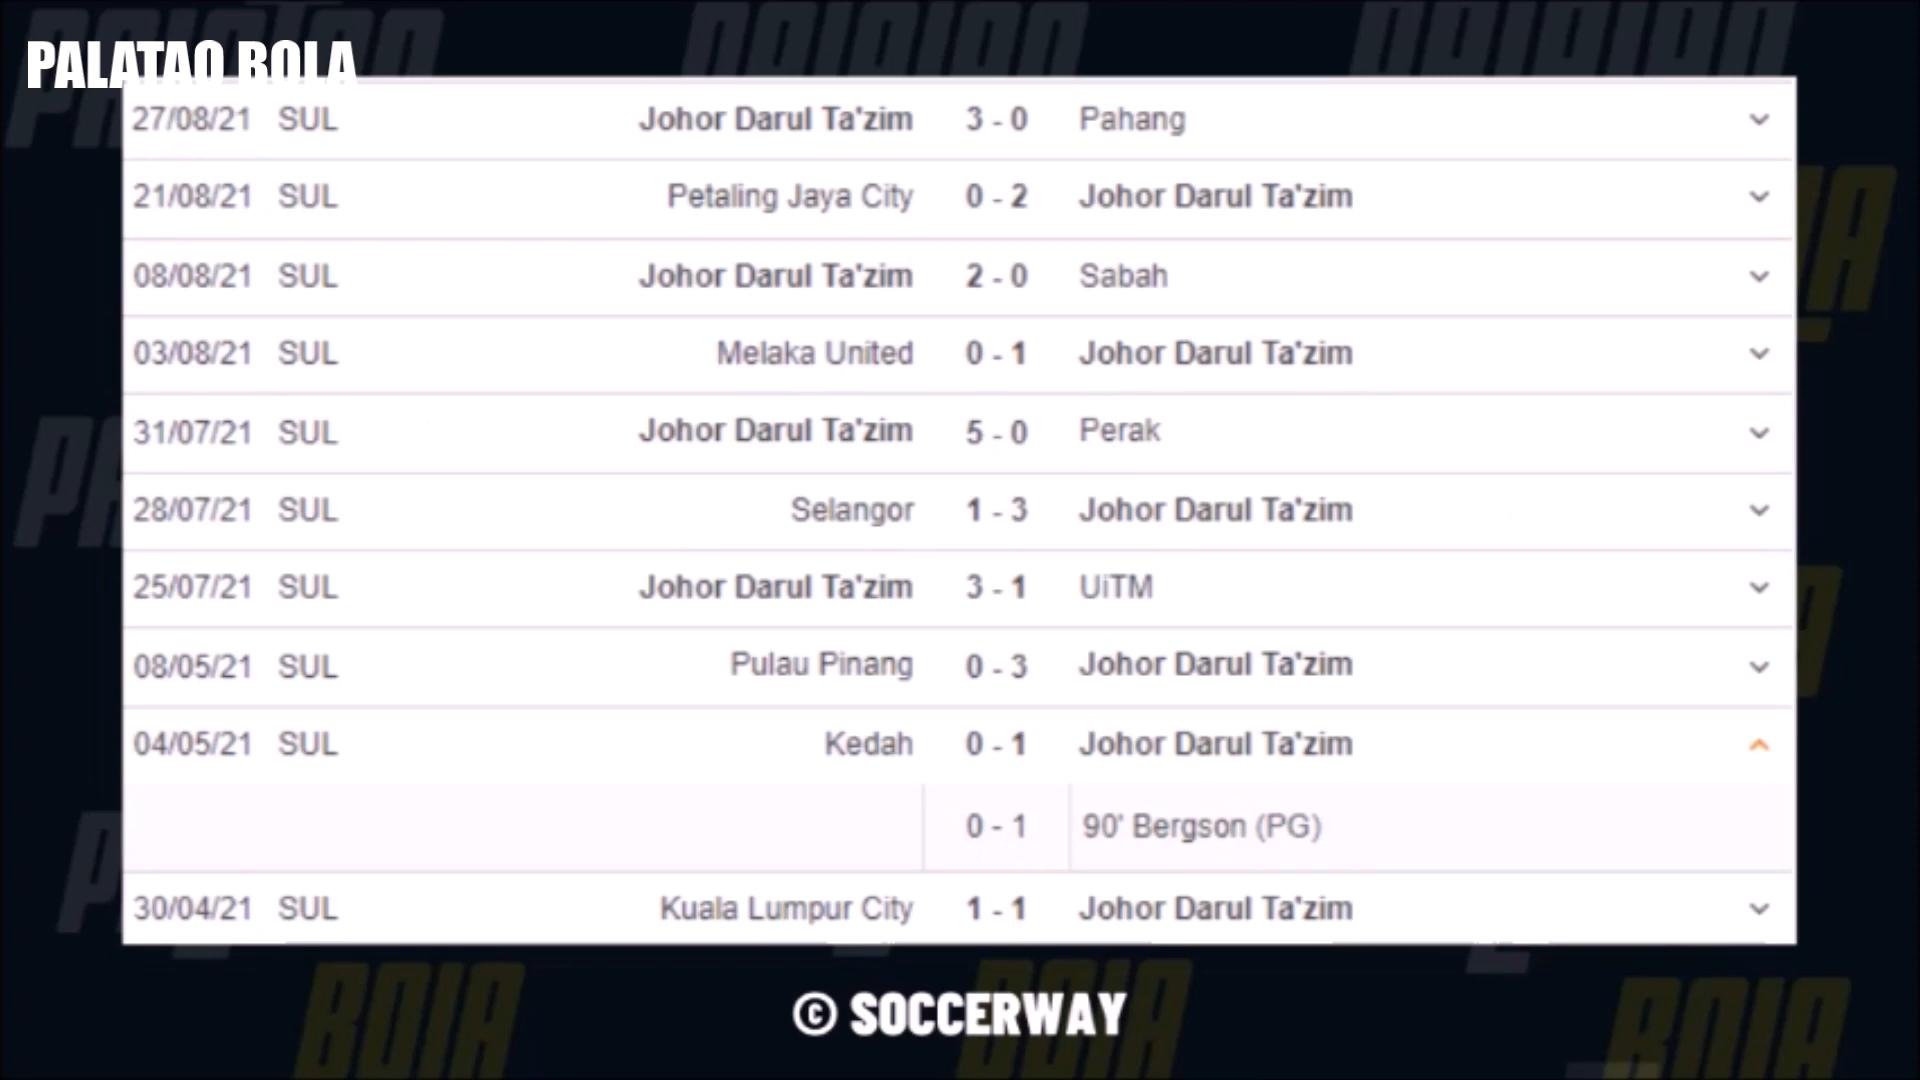 PALATAO BOLA
27/08/21 SUL Johor Darul Ta'zim 3 - 0 Pahang
21/08/21 SUL Petaling Jaya City 0 - 2 Johor Darul Ta'zim
08/08/21 SUL Johor Darul Ta'zim 2 - 0 Sabah
03/08/21 SUL Melaka United 0 - 1 Johor Darul Ta'zim
31/07/21 SUL Johor Darul Ta'zim 5 - 0 Perak
28/07/21 SUL Selangor 1 - 3 Johor Darul Ta'zim
25/07/21 SUL Johor Darul Ta'zim 3 - 1 UiTM
08/05/21 SUL Pulau Pinang 0 - 3 Johor Darul Ta'zim
04/05/21 SUL Kedah 0 - 1 Johor Darul Ta'zim
0 - 1 90' Bergson (PG)
30/04/21 SUL Kuala Lumpur City 1 - 1 Johor Darul Ta'zim
© SOCCERWAY